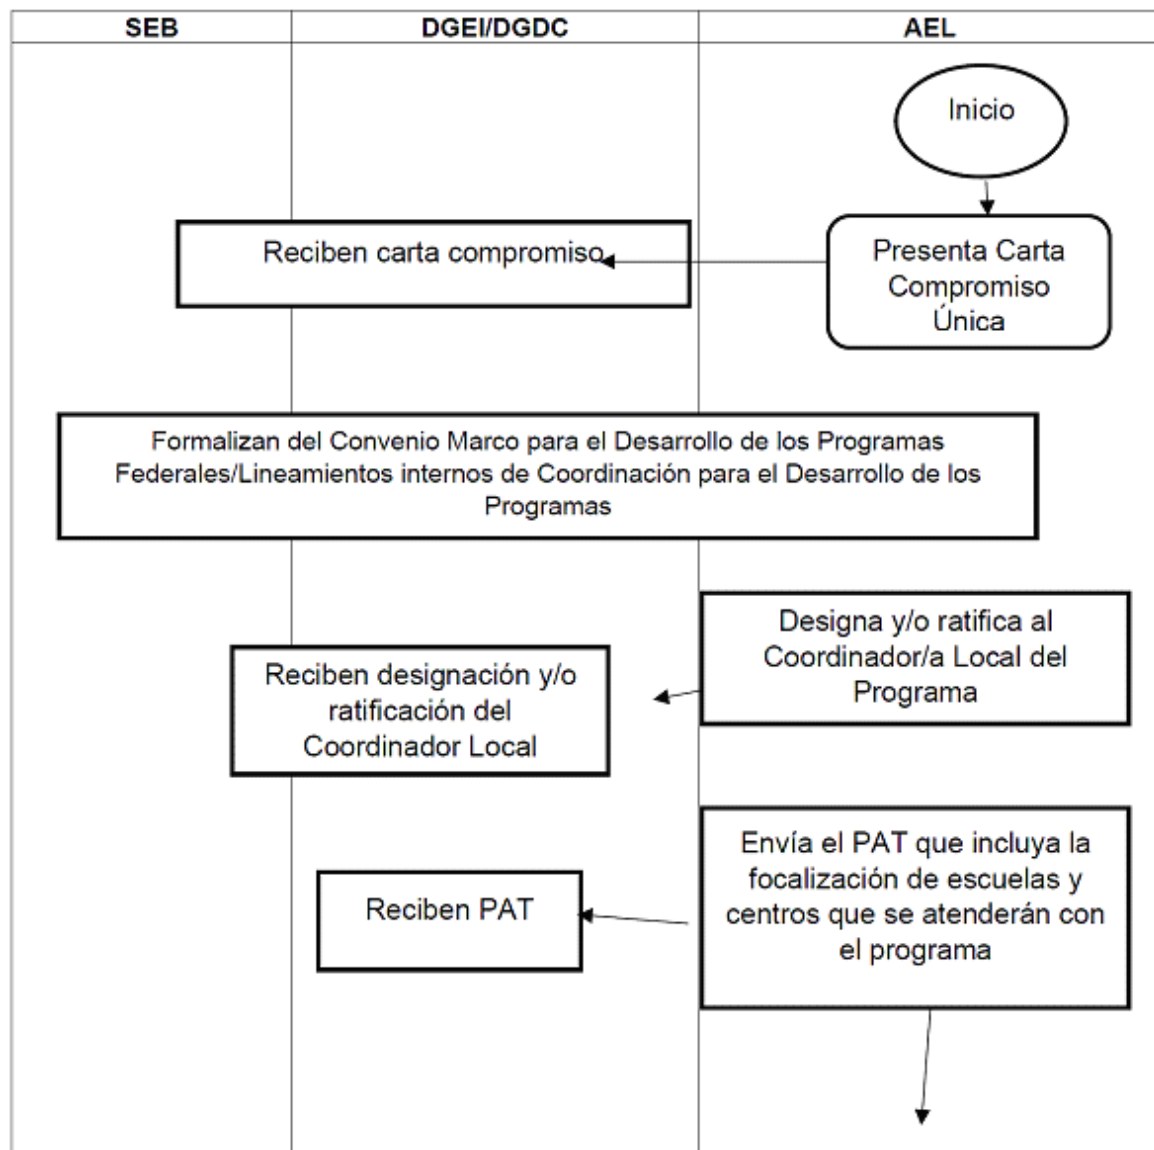 SEB DGEI/DGDC AEL
Inicio
Reciben carta compromiso
Presenta Carta
Compromiso
Única
Formalizan del Convenio Marco para el Desarrollo de los Programas
Federales/Lineamientos internos de Coordinación para el Desarrollo de los
Programas
Designa y/o ratifica al
Coordinador/a Local del
Programa
Reciben designación y/o
ratificación del
Coordinador Local
Envía el PAT que incluya la
focalización de escuelas y
centros que se atenderán con
el programa
Reciben PAT